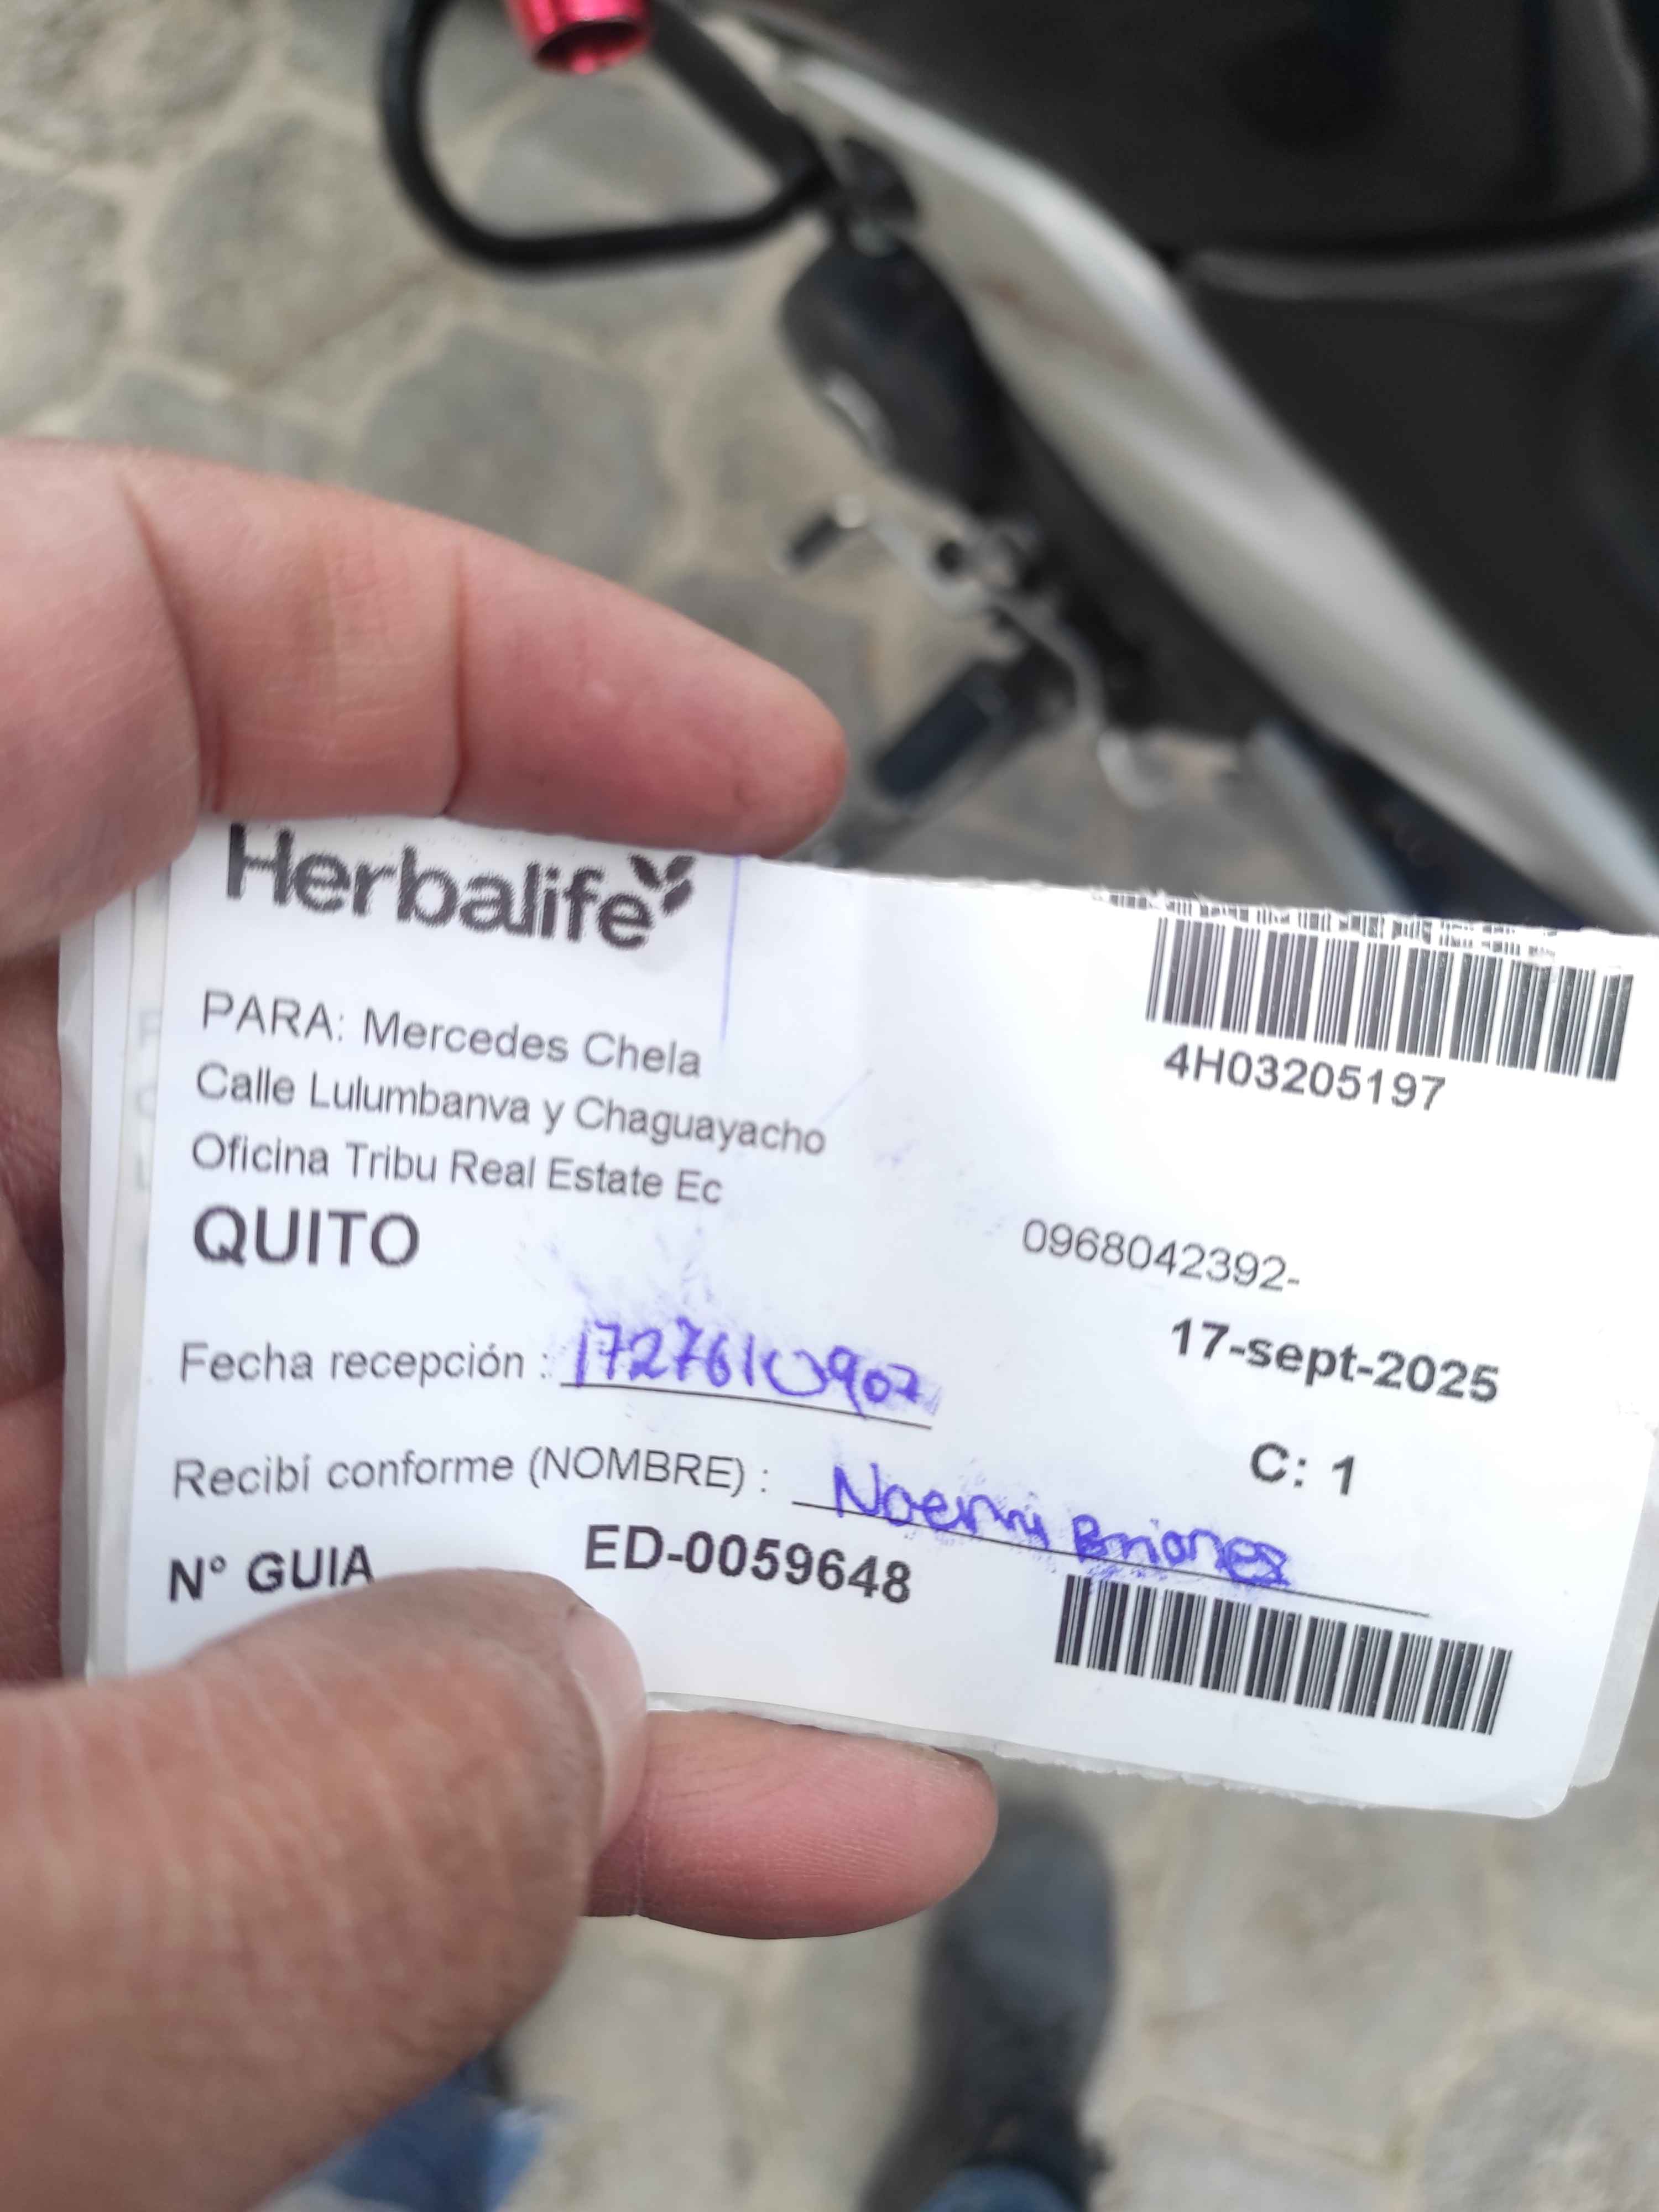 Herbalife
4H03205197
PARA: Mercedes Chela
Calle Lulumbanva y Chaguayacho
Oficina Tribu Real Estate Ec
QUITO
0968042392-
17-sept-2025
Fecha recepción : 1727610907
C: 1
Recibí conforme (NOMBRE) : Noemy Briones
N° GUIA ED-0059648